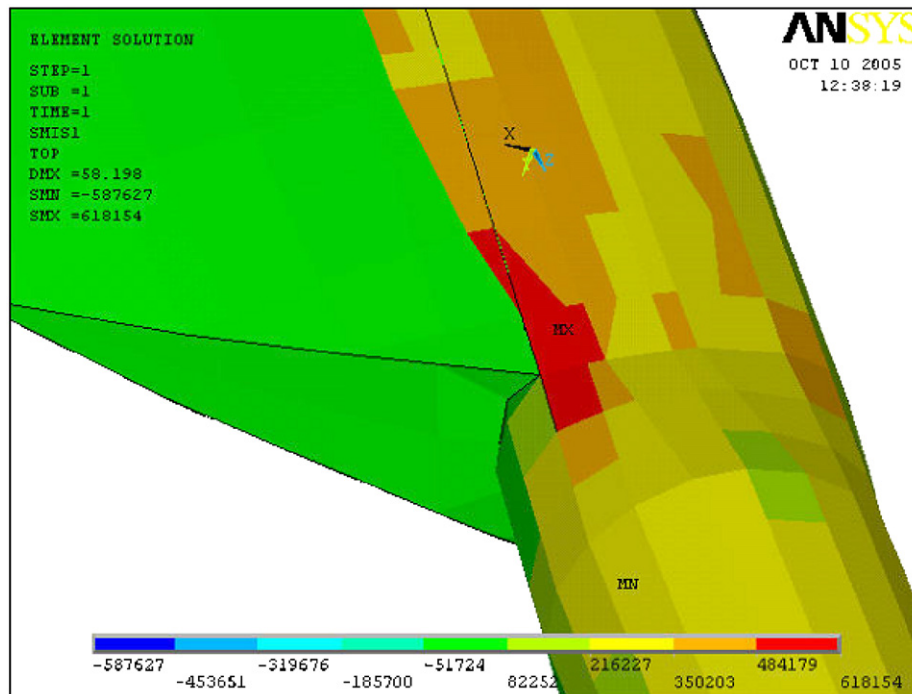 ELEMENT SOLUTION
STEP=1
SUB =1
TIME=1
SMIS1
TOP
DMX =58.198
SMN =-587627
SMX =618154
ANSYS
OCT 10 2005
12:38:19
X
Z
MX
MN
-587627 -319676 -51724 216227 484179
-453651 -185700 82252 350203 618154